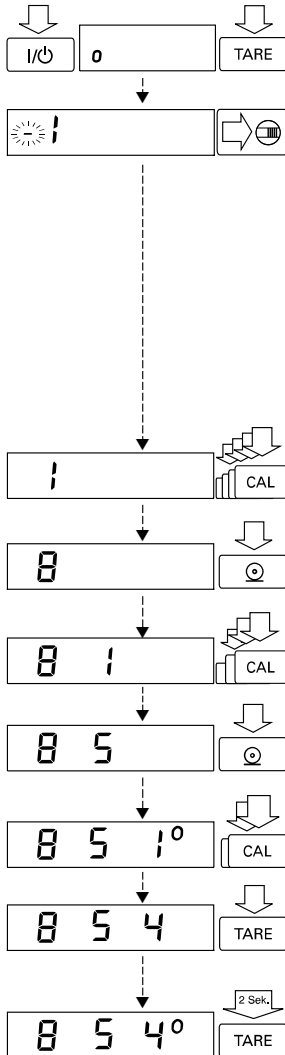 I/⏻ o TARE
-1
1 CAL
8
8 1 CAL
8 5
8 5 1° CAL
8 5 4 TARE
2 Sek.
8 5 4° TARE